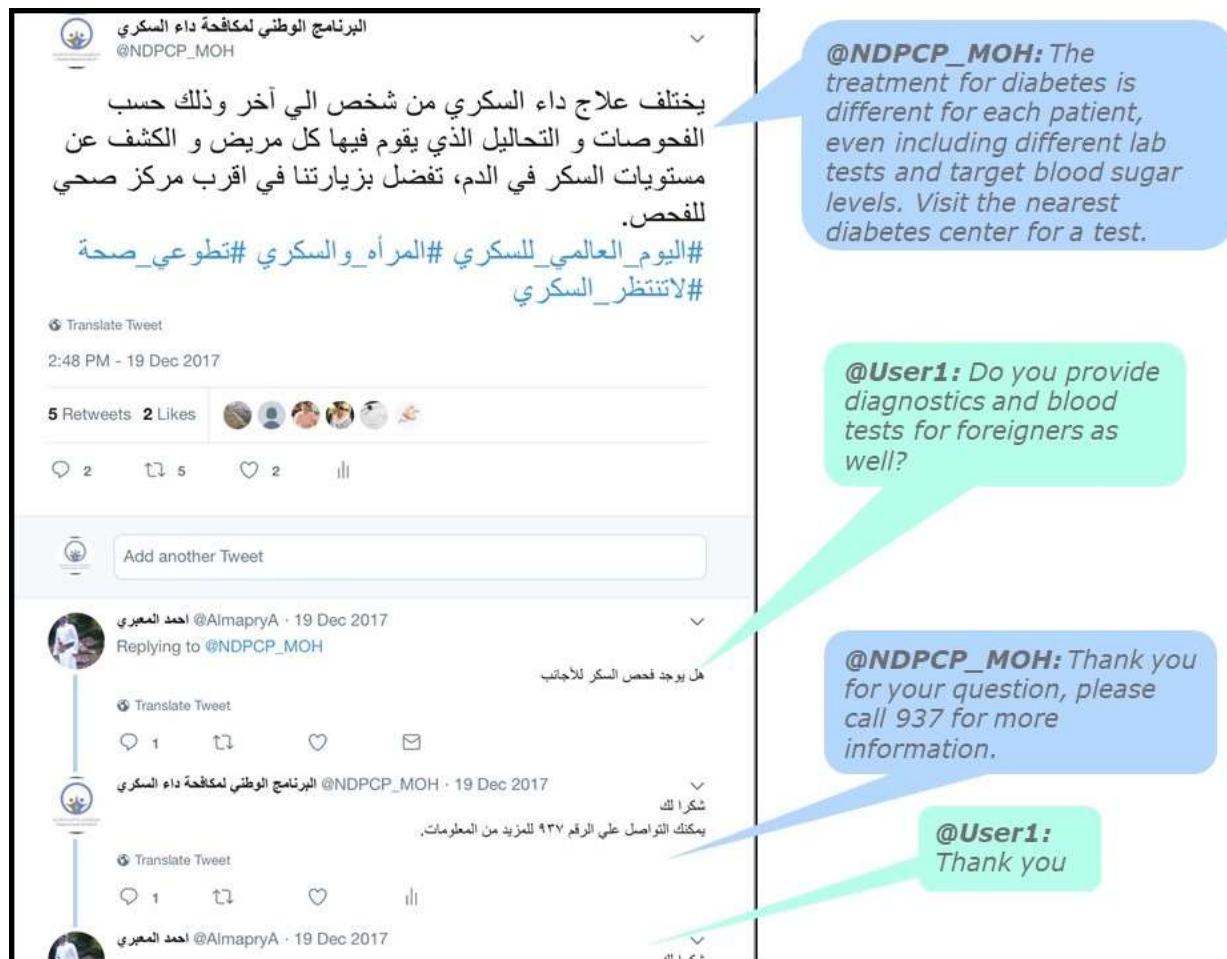 البرنامج الوطني لمكافحة داء السكري
@NDPCP_MOH
يختلف علاج داء السكري من شخص الي آخر وذلك حسب
الفحوصات و التحاليل الذي يقوم فيها كل مريض و الكشف عن
مستويات السكر في الدم، تفضل بزيارتنا في اقرب مركز صحي
للفحص.
#اليوم_العالمي_للسكري #المرأه_والسكري #تطوعي_صحة
#لاتنتظر_السكري
Translate Tweet
2:48 PM - 19 Dec 2017
5 Retweets 2 Likes
2 5 2
Add another Tweet
احمد المعبري @AlmapryA · 19 Dec 2017
Replying to @NDPCP_MOH
هل يوجد فحص السكر للأجانب
Translate Tweet
1
البرنامج الوطني لمكافحة داء السكري @NDPCP_MOH · 19 Dec 2017
شكرا لك
يمكنك التواصل علي الرقم ٩٣٧ للمزيد من المعلومات.
Translate Tweet
1
احمد المعبري @AlmapryA · 19 Dec 2017
@NDPCP_MOH: The
treatment for diabetes is
different for each patient,
even including different lab
tests and target blood sugar
levels. Visit the nearest
diabetes center for a test.
@User1: Do you provide
diagnostics and blood
tests for foreigners as
well?
@NDPCP_MOH: Thank you
for your question, please
call 937 for more
information.
@User1:
Thank you